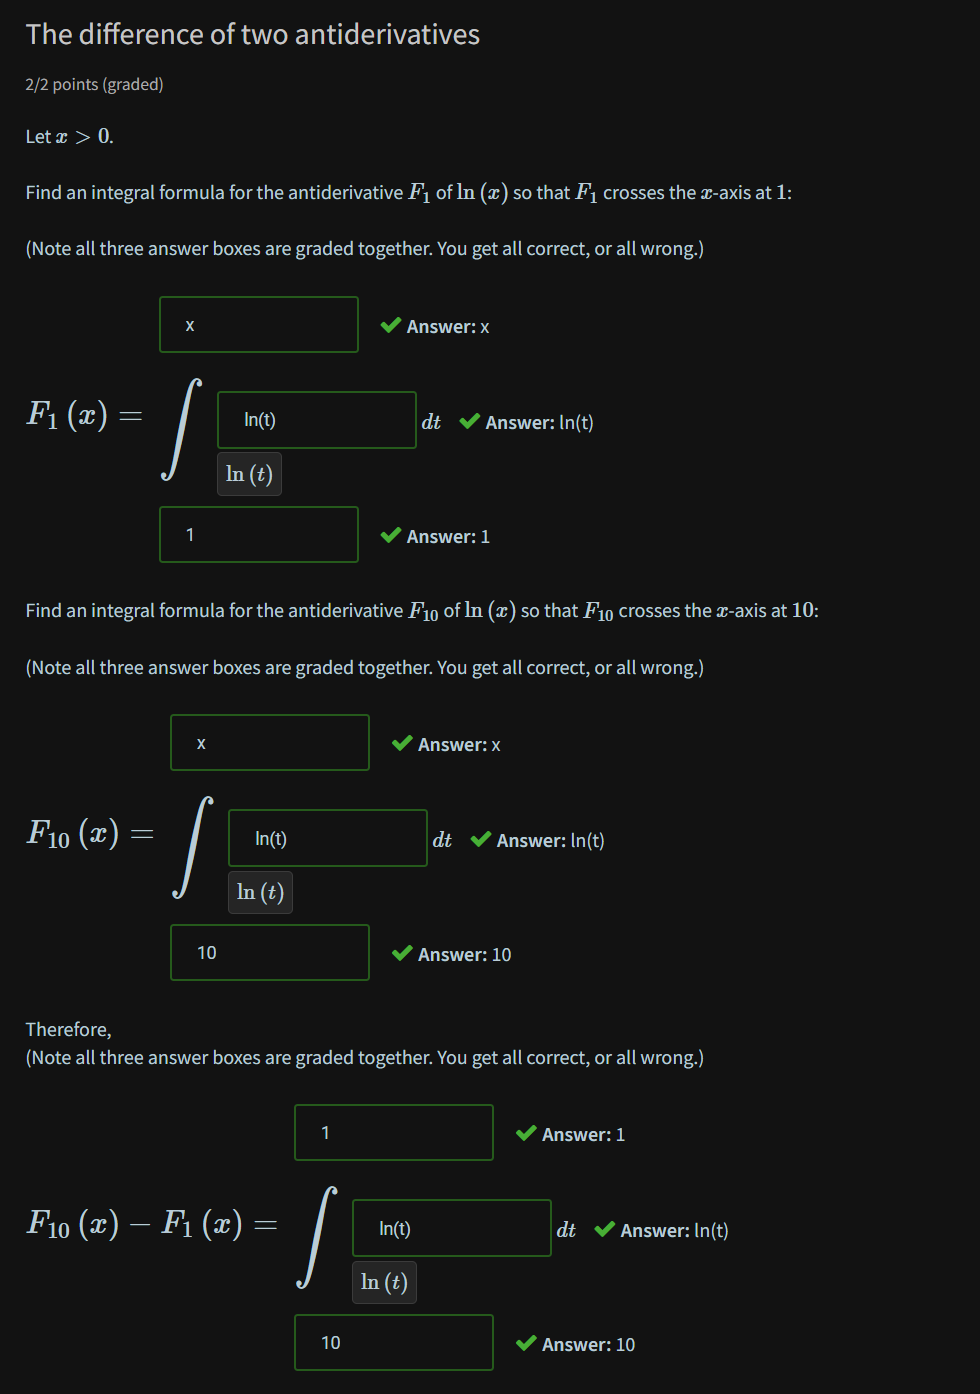 The difference of two antiderivatives
2/2 points (graded)
Let x > 0.
Find an integral formula for the antiderivative F₁ of ln (x) so that F₁ crosses the x-axis at 1:
(Note all three answer boxes are graded together. You get all correct, or all wrong.)
x ✔ Answer: x
F₁ (x) = ∫ ln(t) dt ✔ Answer: ln(t)
ln (t)
1 ✔ Answer: 1
Find an integral formula for the antiderivative F₁₀ of ln (x) so that F₁₀ crosses the x-axis at 10:
(Note all three answer boxes are graded together. You get all correct, or all wrong.)
x ✔ Answer: x
F₁₀ (x) = ∫ ln(t) dt ✔ Answer: ln(t)
ln (t)
10 ✔ Answer: 10
Therefore,
(Note all three answer boxes are graded together. You get all correct, or all wrong.)
1 ✔ Answer: 1
F₁₀ (x) − F₁ (x) = ∫ ln(t) dt ✔ Answer: ln(t)
ln (t)
10 ✔ Answer: 10